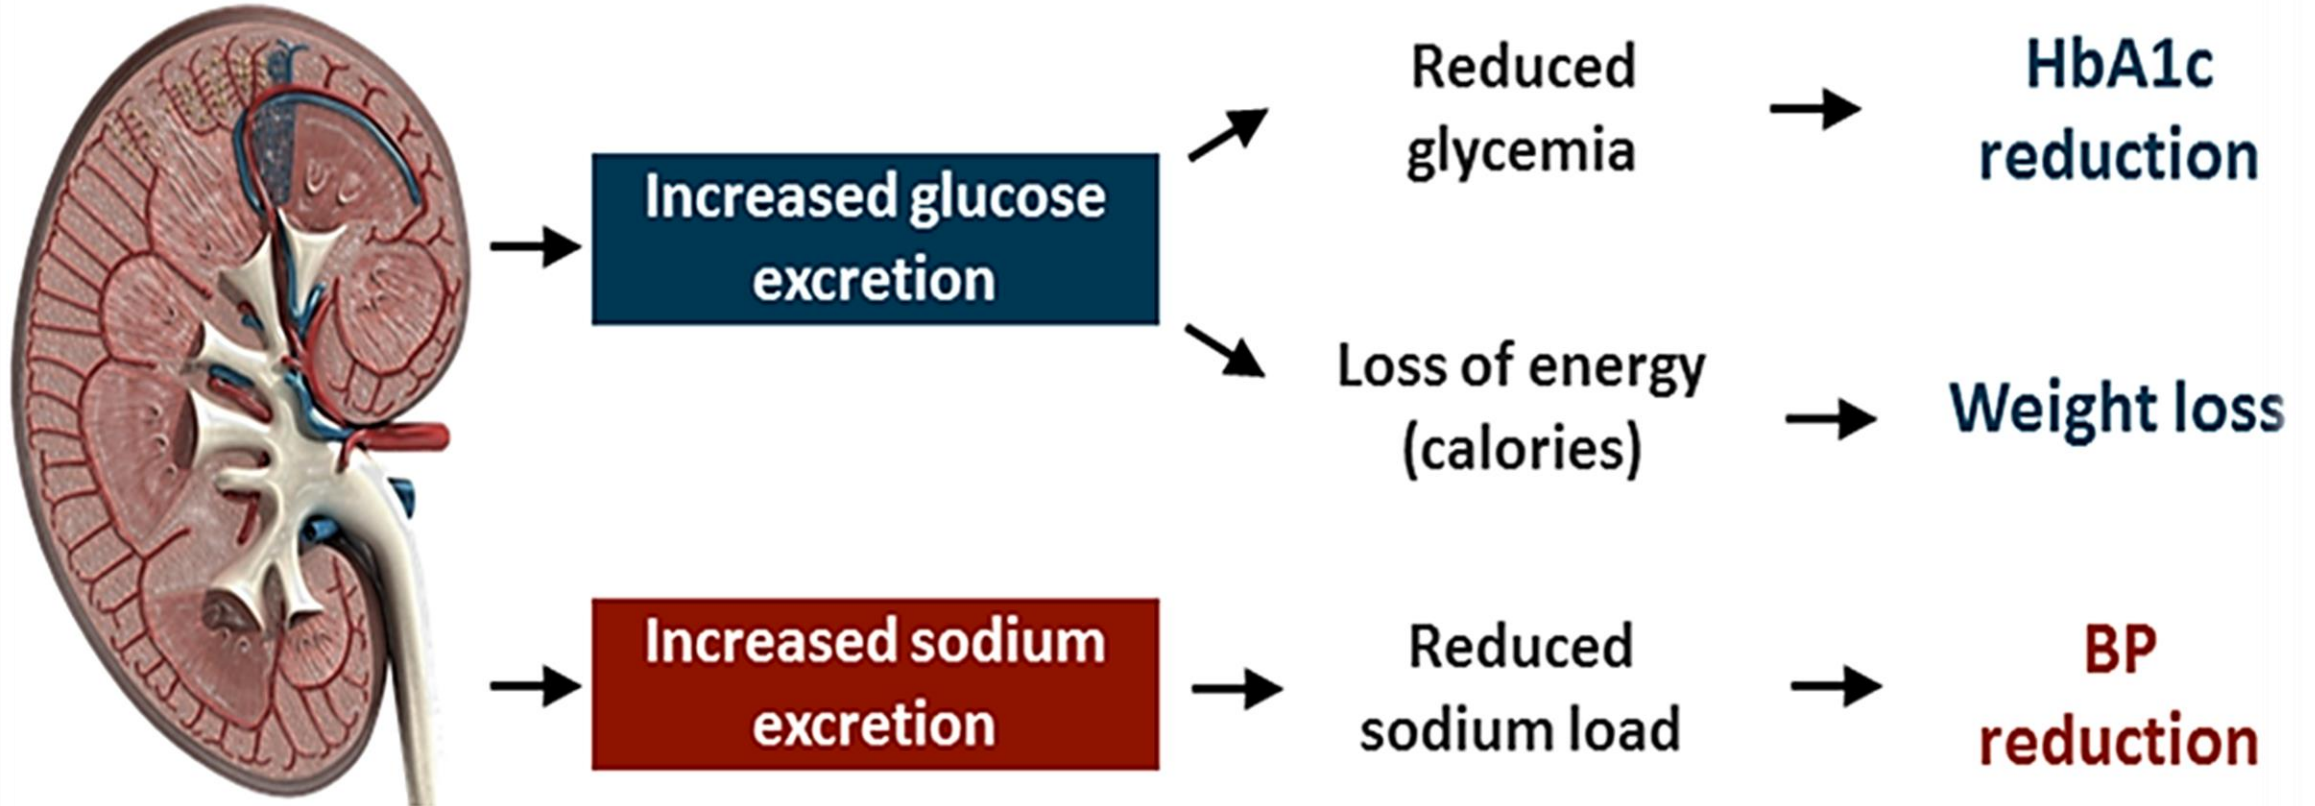 Increased glucose
excretion
Reduced
glycemia
HbA1c
reduction
Loss of energy
(calories)
Weight loss
Increased sodium
excretion
Reduced
sodium load
BP
reduction